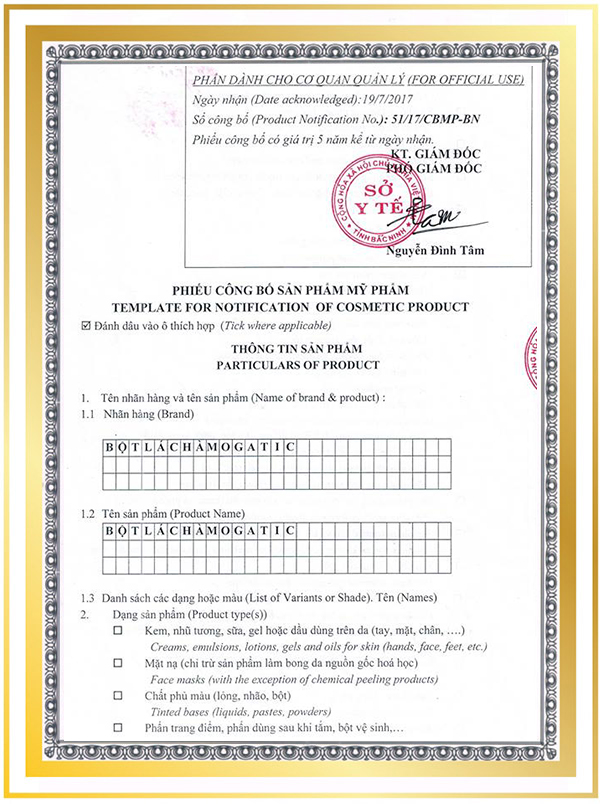 PHẦN DÀNH CHO CƠ QUAN QUẢN LÝ (FOR OFFICIAL USE)
Ngày nhận (Date acknowledged):19/7/2017
Số công bố (Product Notification No.): 51/17/CBMP-BN
Phiếu công bố có giá trị 5 năm kể từ ngày nhận.
KT. GIÁM ĐỐC
PHÓ GIÁM ĐỐC
SỞ
Y TẾ
TỈNH BẮC NINH
Nguyễn Đình Tâm
PHIẾU CÔNG BỐ SẢN PHẨM MỸ PHẨM
TEMPLATE FOR NOTIFICATION OF COSMETIC PRODUCT
☑ Đánh dấu vào ô thích hợp (Tick where applicable)
THÔNG TIN SẢN PHẨM
PARTICULARS OF PRODUCT
1. Tên nhãn hàng và tên sản phẩm (Name of brand & product) :
1.1 Nhãn hàng (Brand)
BỘTLÁCHÀMOGATIC
1.2 Tên sản phẩm (Product Name)
BỘTLÁCHÀMOGATIC
1.3 Danh sách các dạng hoặc màu (List of Variants or Shade). Tên (Names)
2. Dạng sản phẩm (Product type(s))
☐ Kem, nhũ tương, sữa, gel hoặc dầu dùng trên da (tay, mặt, chân, ….)
Creams, emulsions, lotions, gels and oils for skin (hands, face, feet, etc.)
☐ Mặt nạ (chỉ trừ sản phẩm làm bong da nguồn gốc hoá học)
Face masks (with the exception of chemical peeling products)
☐ Chất phủ màu (lỏng, nhão, bột)
Tinted bases (liquids, pastes, powders)
☐ Phấn trang điểm, phấn dùng sau khi tắm, bột vệ sinh,…